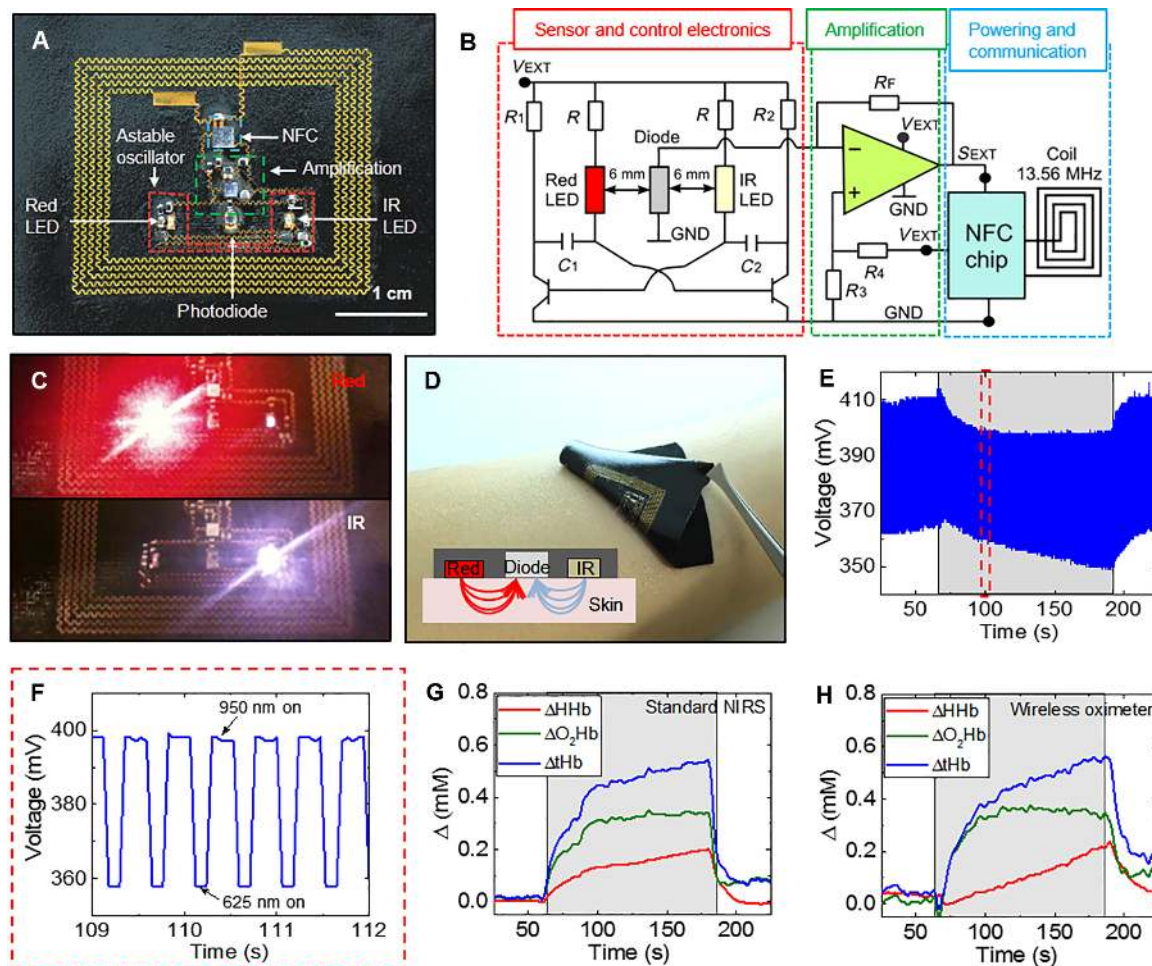 A
Astable
oscillator
NFC
Amplification
Red
LED
IR
LED
Photodiode
1 cm
B
Sensor and control electronics
Amplification
Powering and
communication
VEXT
R1
R
Diode
R
R2
RF
VEXT
SEXT
Coil
13.56 MHz
Red
LED
6 mm
6 mm
IR
LED
GND
GND
C1
C2
VEXT
R4
R3
NFC
chip
GND
C
Red
IR
D
Red
Diode
IR
Skin
E
Voltage (mV)
410
390
360
350
50
100
150
200
Time (s)
F
Voltage (mV)
400
380
360
950 nm on
625 nm on
109
110
111
112
Time (s)
G
Standard NIRS
ΔHHb
ΔO2Hb
ΔtHb
Δ (mM)
0.8
0.6
0.4
0.2
0.0
50
100
150
200
Time (s)
H
Wireless oximeter
ΔHHb
ΔO2Hb
ΔtHb
Δ (mM)
0.8
0.6
0.4
0.2
0.0
50
100
150
200
Time (s)